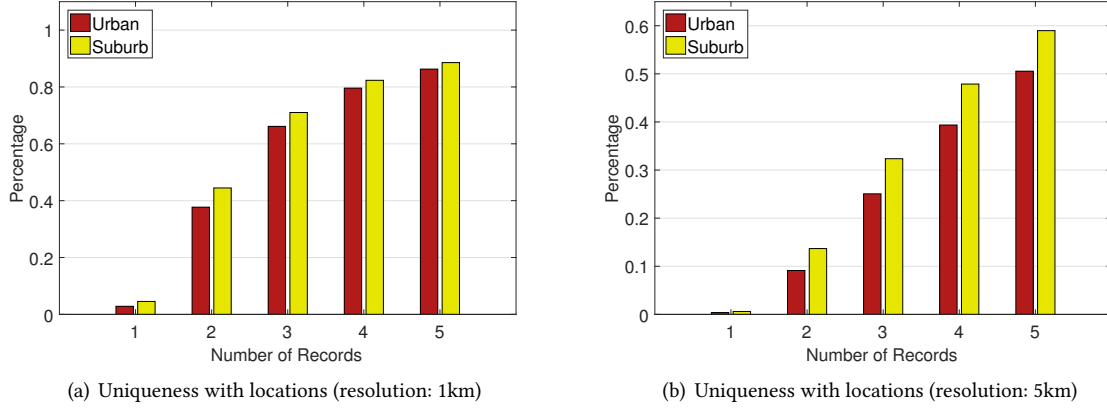 1
0.8
0.6
0.4
0.2
0
Percentage
Urban
Suburb
1 2 3 4 5
Number of Records
(a) Uniqueness with locations (resolution: 1km)
0.6
0.5
0.4
0.3
0.2
0.1
0
Percentage
Urban
Suburb
1 2 3 4 5
Number of Records
(b) Uniqueness with locations (resolution: 5km)